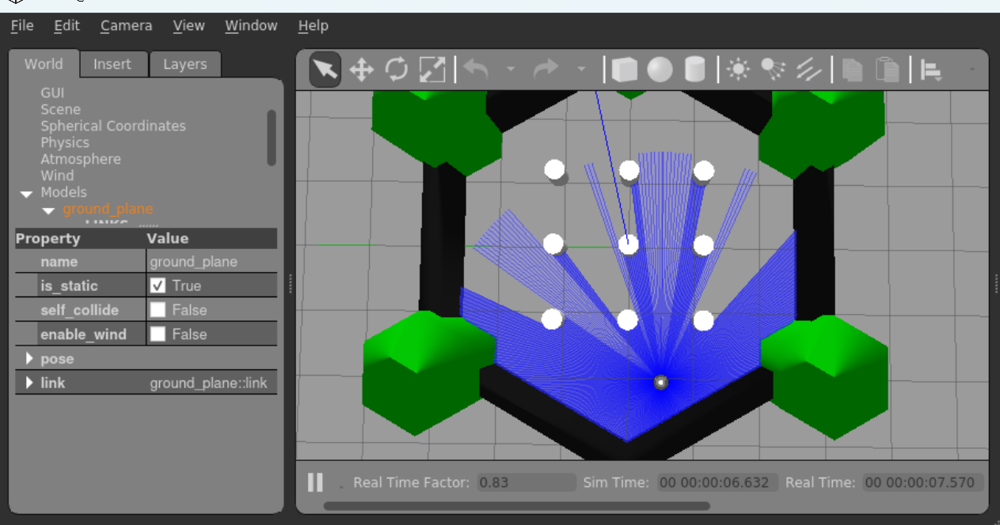 File Edit Camera View Window Help
World Insert Layers
GUI
Scene
Spherical Coordinates
Physics
Atmosphere
Wind
Models
ground_plane
LINKS
Property Value
name ground_plane
is_static True
self_collide False
enable_wind False
pose
link ground_plane::link
Real Time Factor: 0.83 Sim Time: 00 00:00:06.632 Real Time: 00 00:00:07.570